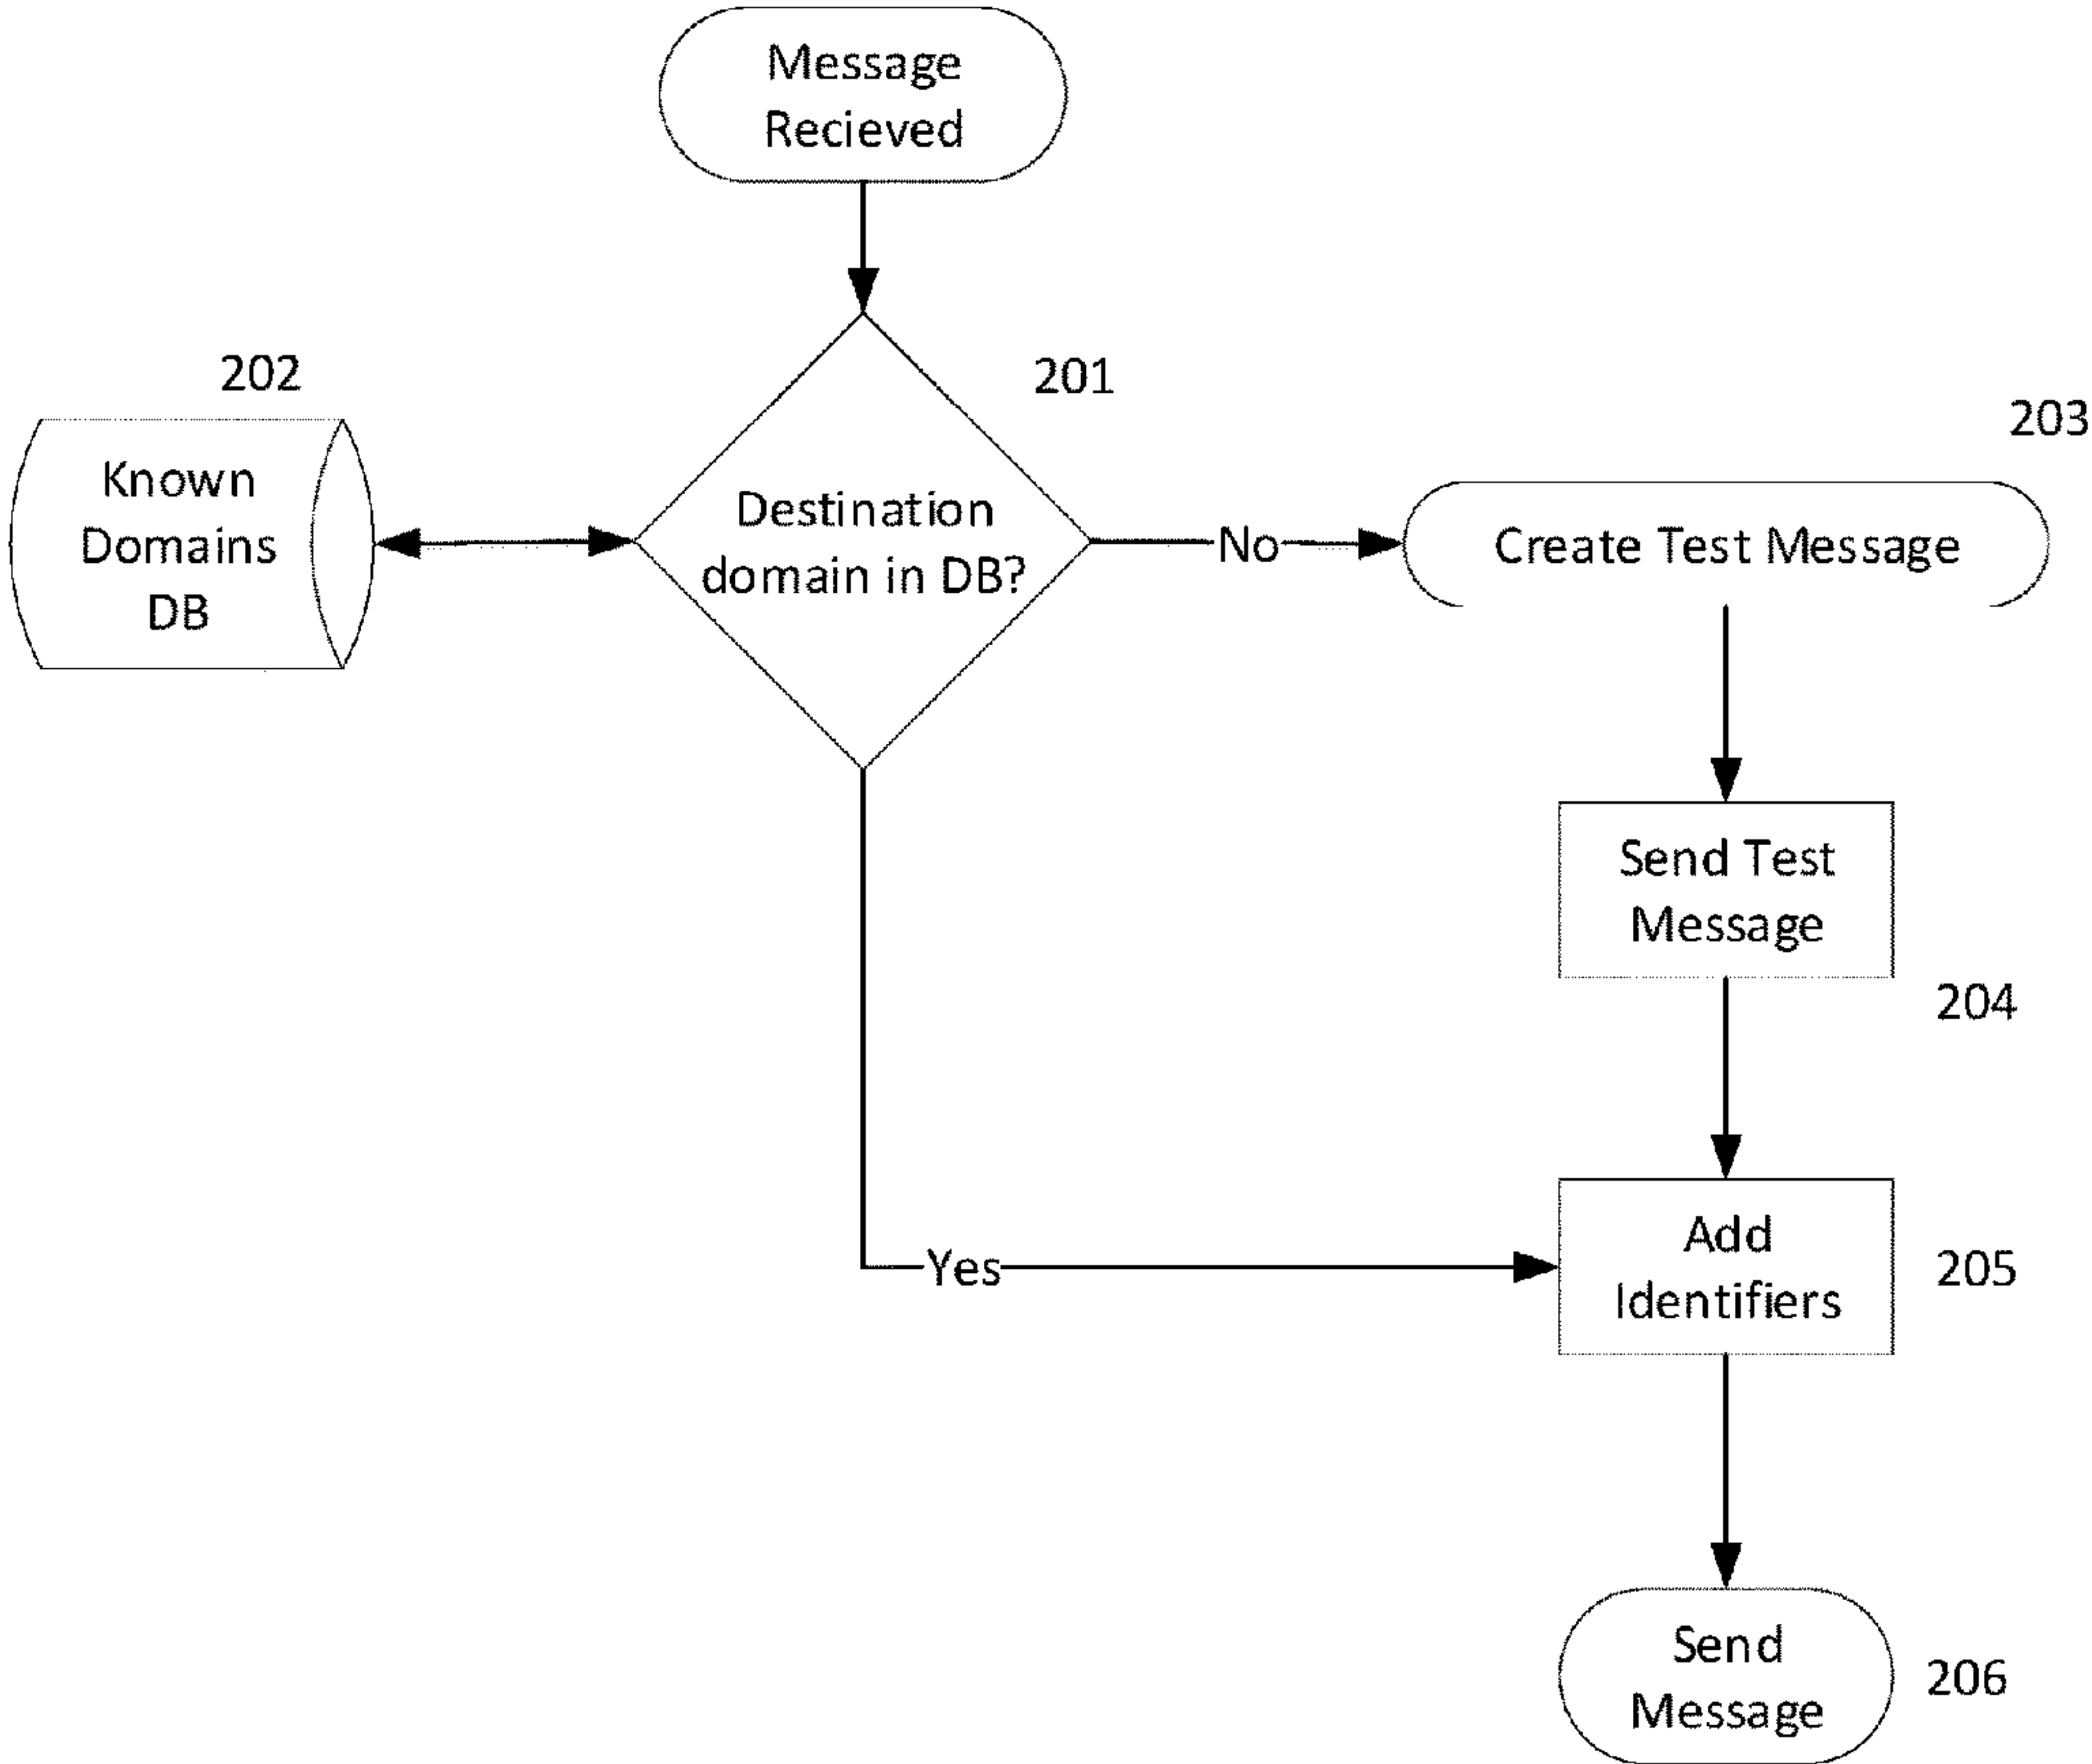 Message
Recieved
202
201
203
Known
Domains
DB
Destination
domain in DB?
No
Create Test Message
Send Test
Message
204
Yes
Add
Identifiers
205
Send
Message
206